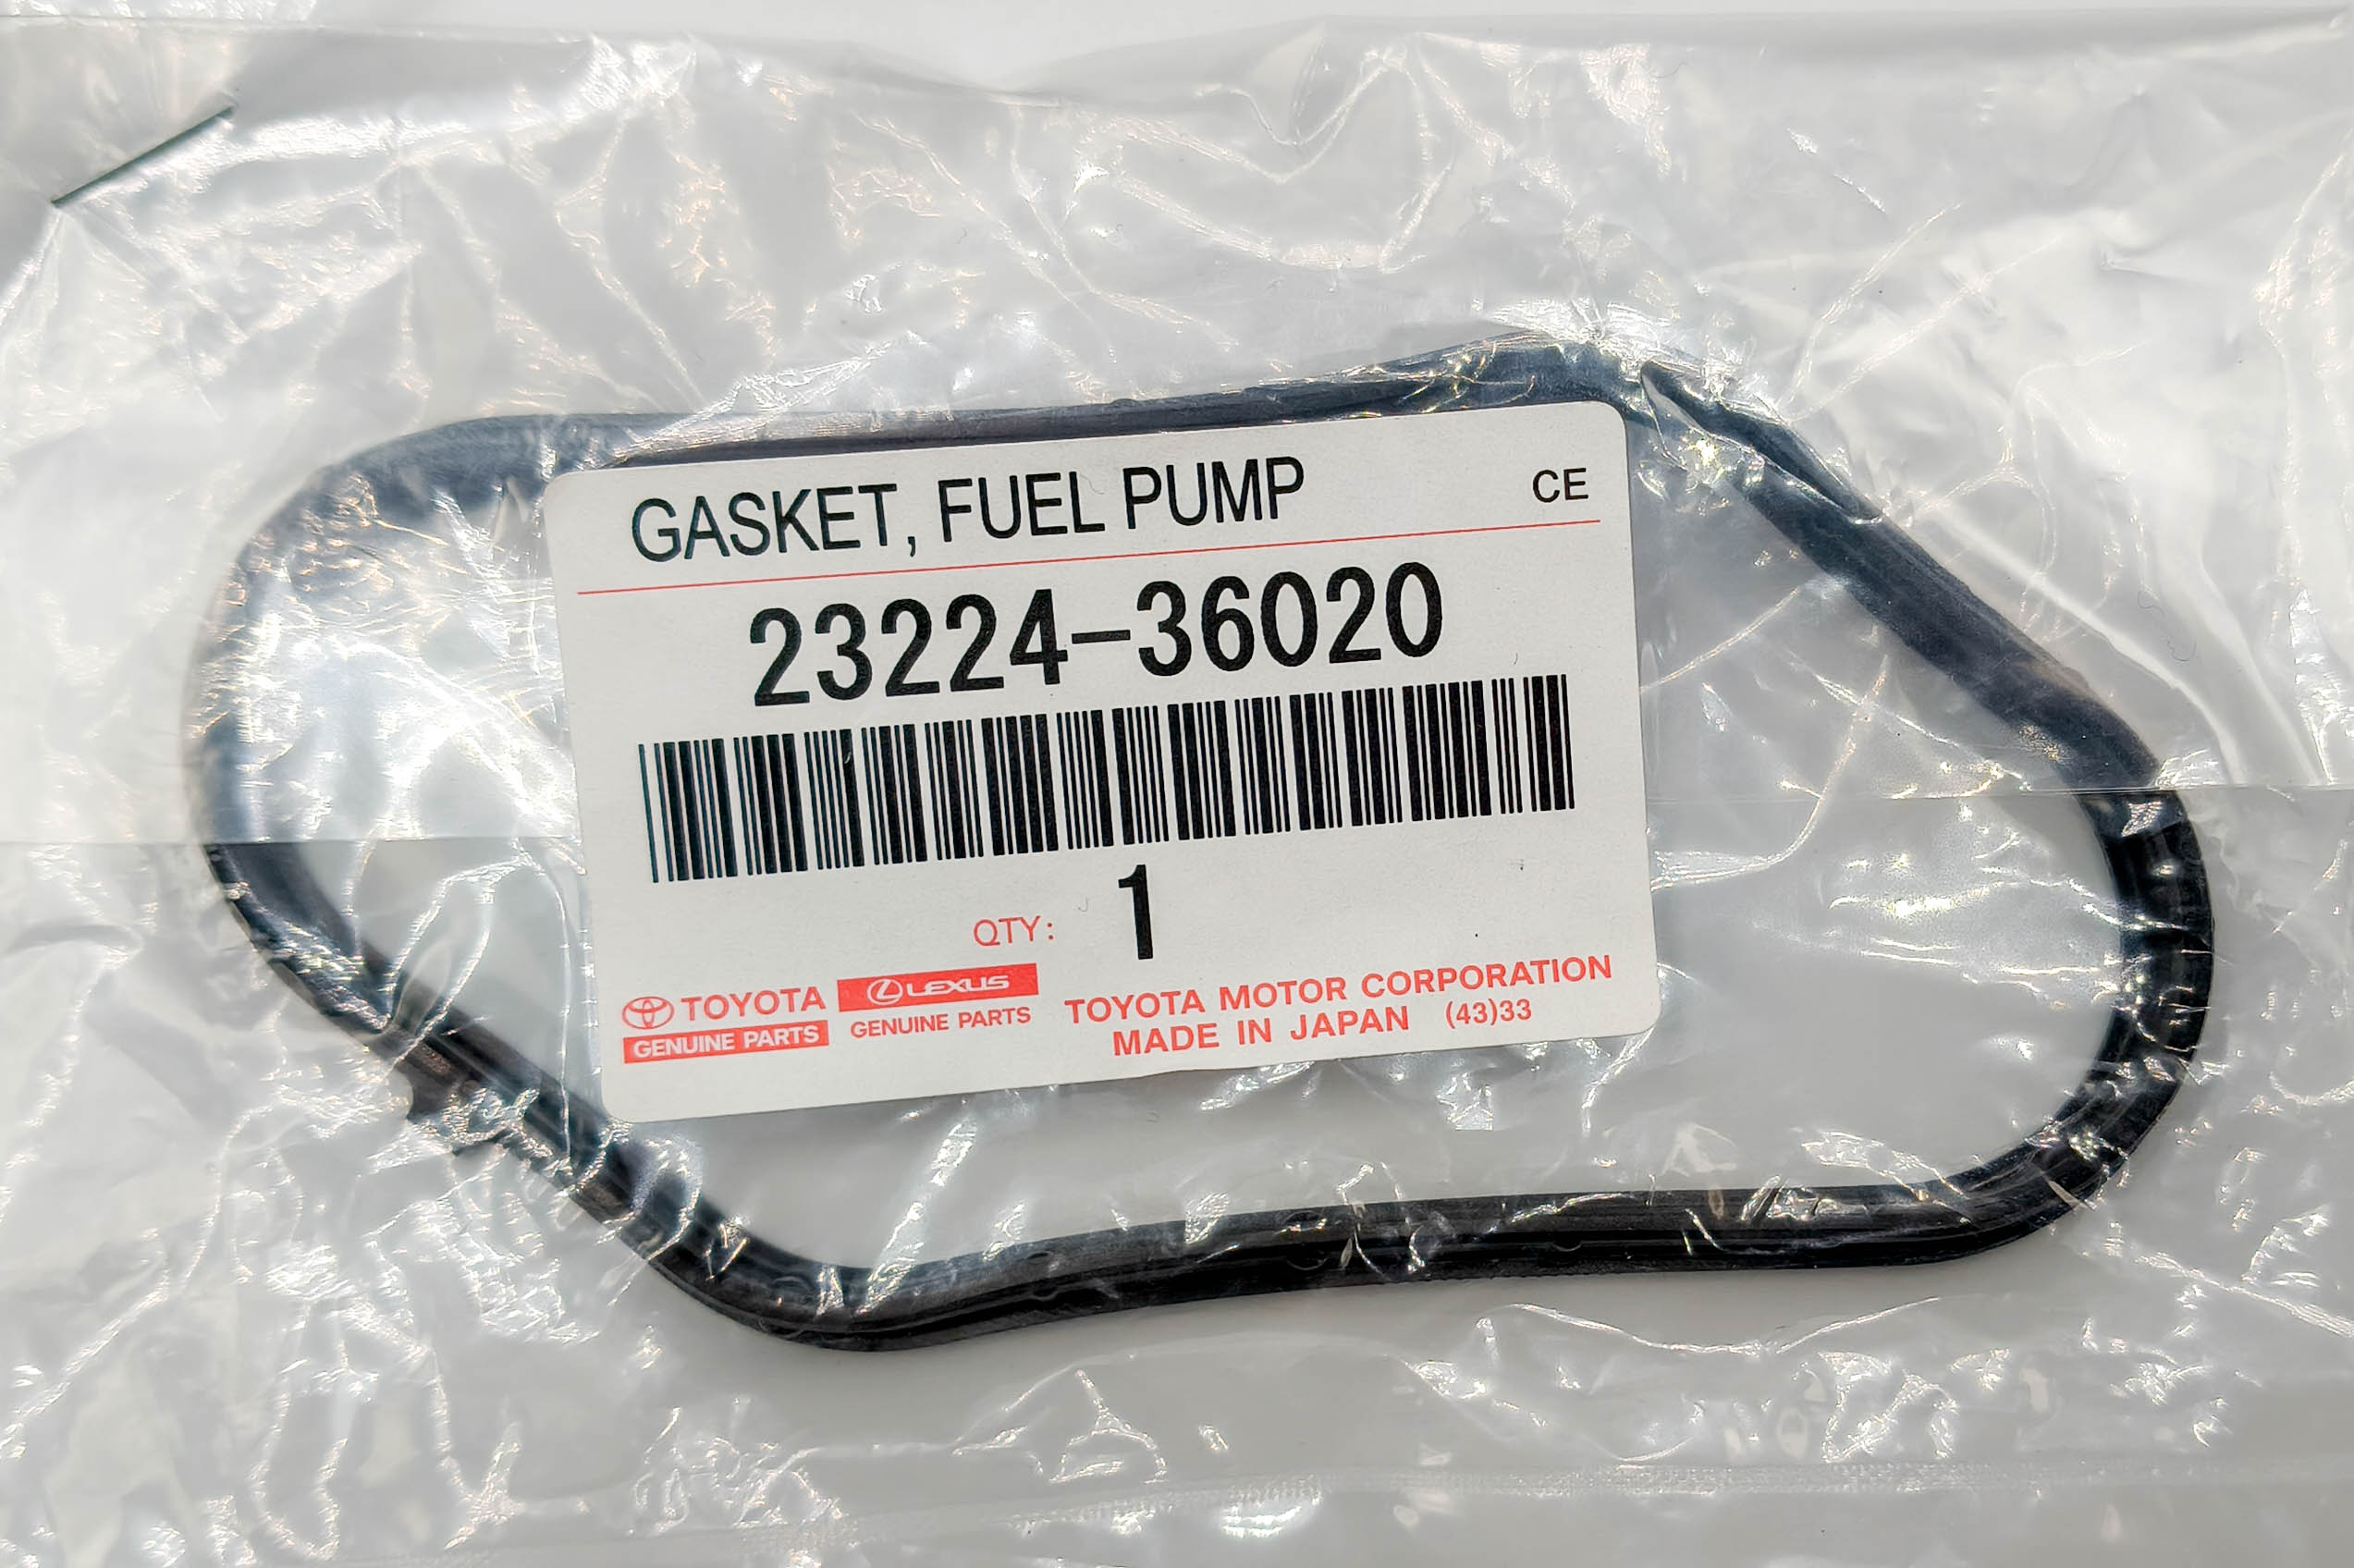 GASKET, FUEL PUMP CE
23224-36020
QTY: 1
TOYOTA
GENUINE PARTS
LEXUS
GENUINE PARTS
TOYOTA MOTOR CORPORATION
MADE IN JAPAN (43)33